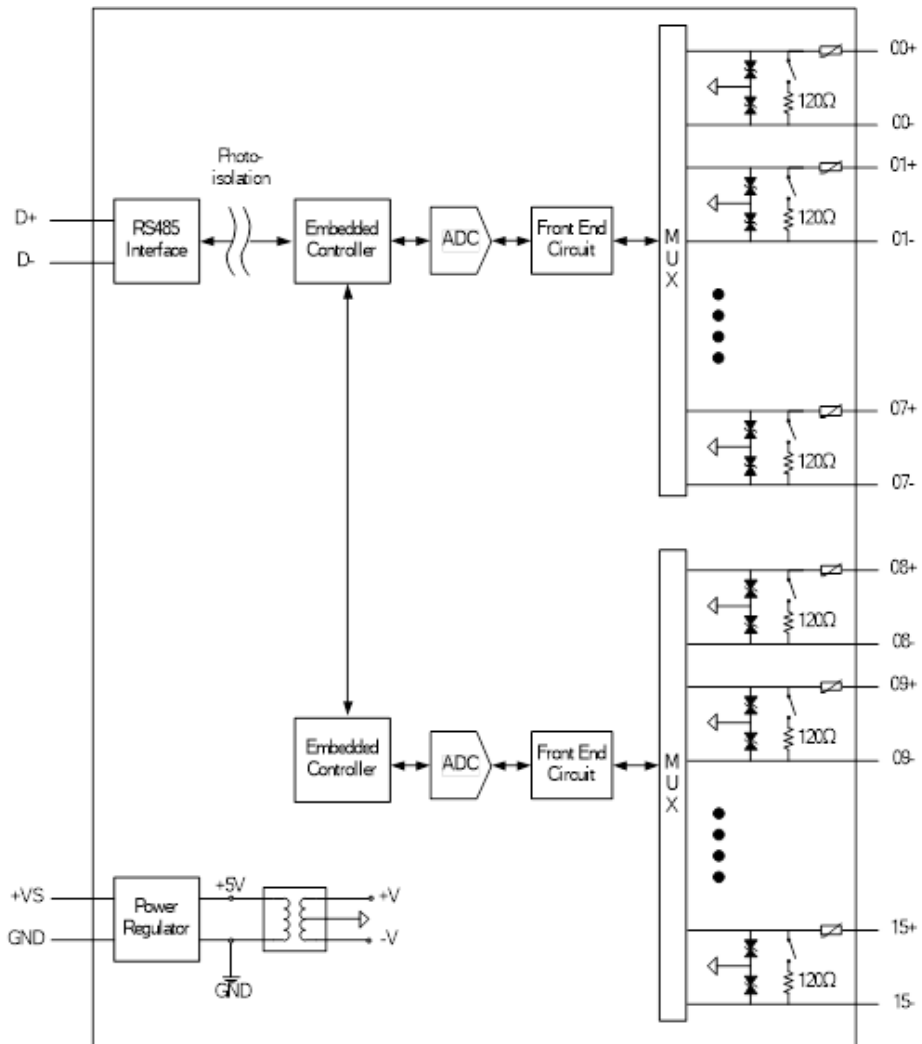 00+
120Ω
00-
01+
120Ω
01-
Photo-
isolation
D+
D-
RS485
Interface
Embedded
Controller
ADC
Front End
Circuit
MUX
07+
120Ω
07-
08+
120Ω
08-
09+
120Ω
09-
Embedded
Controller
ADC
Front End
Circuit
MUX
+VS
GND
Power
Regulator
+5V
GND
+V
-V
15+
120Ω
15-